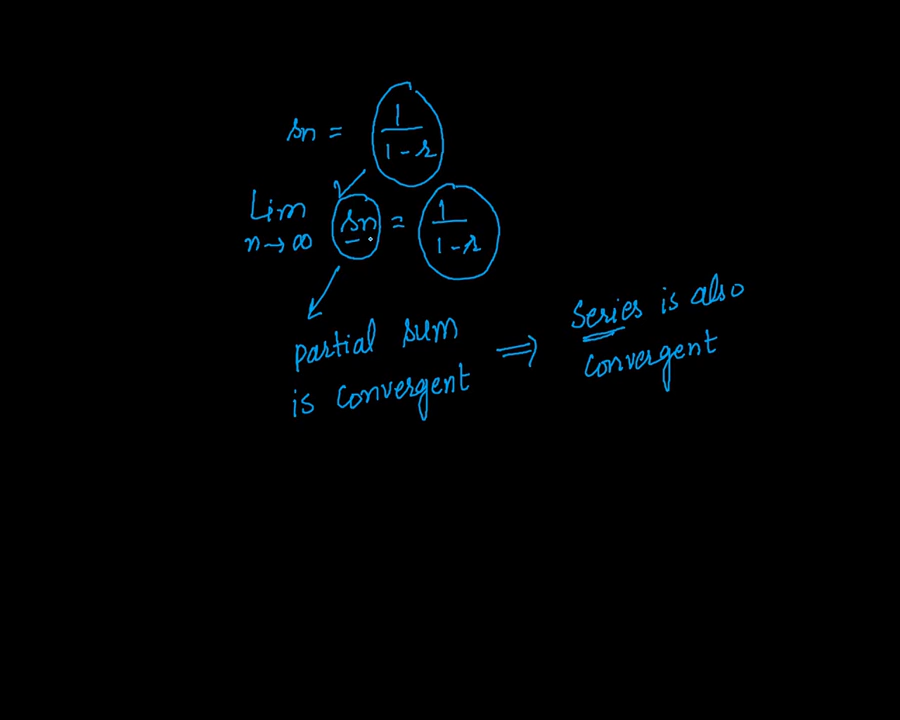 sn = 1/(1-r)
Lim n→∞ sn = 1/(1-r)
partial sum
is convergent
⇒ Series is also
convergent